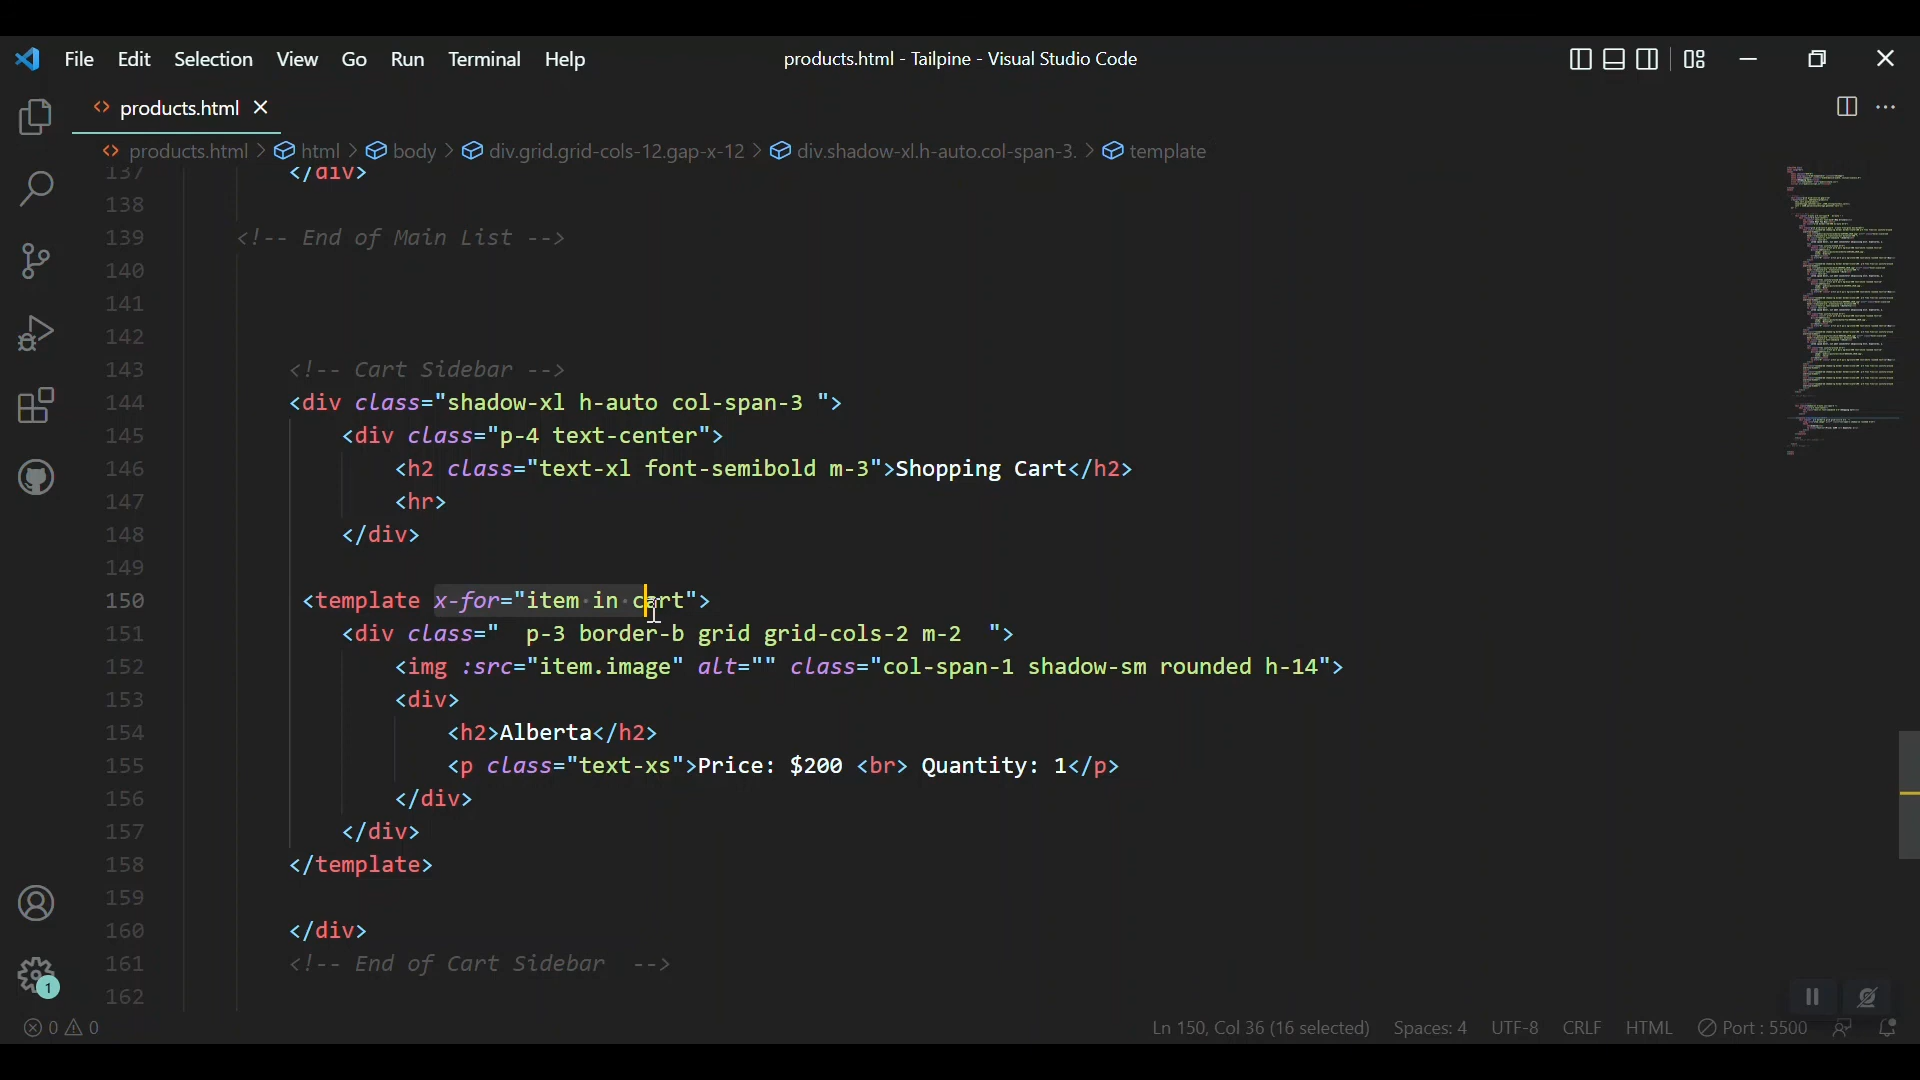 File Edit Selection View Go Run Terminal Help products.html - Tailpine - Visual Studio Code
products.html
products.html > html > body > div.grid.grid-cols-12.gap-x-12 > div.shadow-xl.h-auto.col-span-3. > template
137 </div>
138
139 <!-- End of Main List -->
140
141
142
143 <!-- Cart Sidebar -->
144 <div class="shadow-xl h-auto col-span-3 ">
145 <div class="p-4 text-center">
146 <h2 class="text-xl font-semibold m-3">Shopping Cart</h2>
147 <hr>
148 </div>
149
150 <template x-for="item in cart">
151 <div class="  p-3 border-b grid grid-cols-2 m-2  ">
152 <img :src="item.image" alt="" class="col-span-1 shadow-sm rounded h-14">
153 <div>
154 <h2>Alberta</h2>
155 <p class="text-xs">Price: $200 <br> Quantity: 1</p>
156 </div>
157 </div>
158 </template>
159
160 </div>
161 <!-- End of Cart Sidebar  -->
162
1
0 0 Ln 150, Col 36 (16 selected) Spaces: 4 UTF-8 CRLF HTML Port : 5500